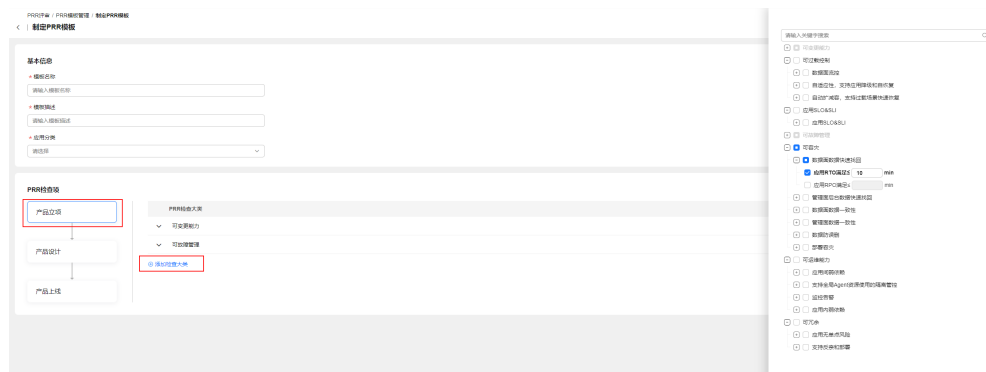 PRR评审 / PRR模板管理 / 制定PRR模板
制定PRR模板
基本信息
* 模板名称
请输入模板名称
* 模板描述
请输入模板描述
* 应用分类
请选择
PRR检查项
产品立项
产品设计
产品上线
PRR检查大类
可变更能力
可故障管理
添加检查大类
请输入关键字搜索
可变更能力
可过载控制
数据面流控
自适应性，支持应用降级和自恢复
自动扩减容，支持过载场景快速恢复
应用SLO&SLI
应用SLO&SLI
可故障管理
可容灾
数据面数据快速找回
应用RTO满足≤ 10 min
应用RPO满足≤ min
管理面后台数据快速找回
数据面数据一致性
管理面数据一致性
数据防误删
部署容灾
可运维能力
应用间弱依赖
支持全局Agent资源使用的隔离管控
监控告警
应用内弱依赖
可冗余
应用无单点风险
支持反亲和部署